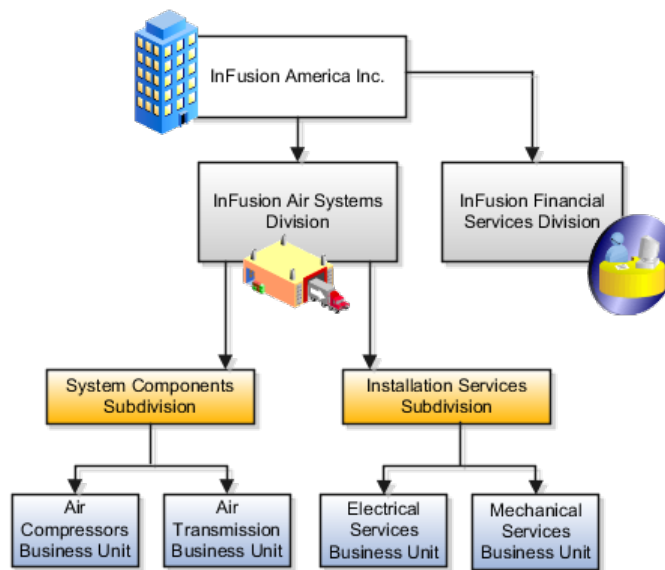 InFusion America Inc.
InFusion Air Systems
Division
InFusion Financial
Services Division
System Components
Subdivision
Installation Services
Subdivision
Air
Compressors
Business Unit
Air
Transmission
Business Unit
Electrical
Services
Business Unit
Mechanical
Services
Business Unit